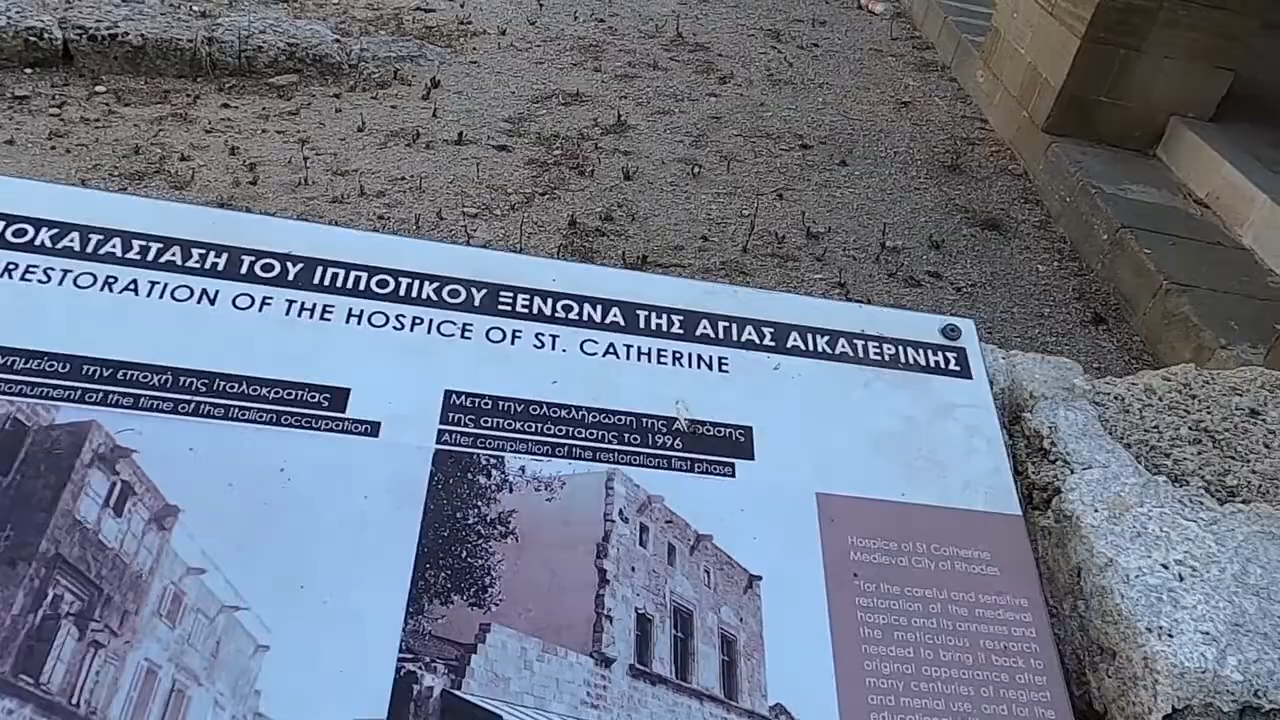 ΠΟΚΑΤΑΣΤΑΣΗ ΤΟΥ ΙΠΠΟΤΙΚΟΥ ΞΕΝΩΝΑ ΤΗΣ ΑΓΙΑΣ ΑΙΚΑΤΕΡΙΝΗΣ
RESTORATION OF THE HOSPICE OF ST. CATHERINE
νημείου την εποχή της Ιταλοκρατίας
monument at the time of the Italian occupation
Μετά την ολοκλήρωση της
της αποκατάστασης το 1996
After completion of the restorations first phase
Hospice of St Catherine
Medieval City of Rhodes
"for the careful and sensitive
restoration of the medieval
hospice and its annexes and
the meticulous research
needed to bring it back to
original appearance after
many centuries of neglect
and menial use, and for the